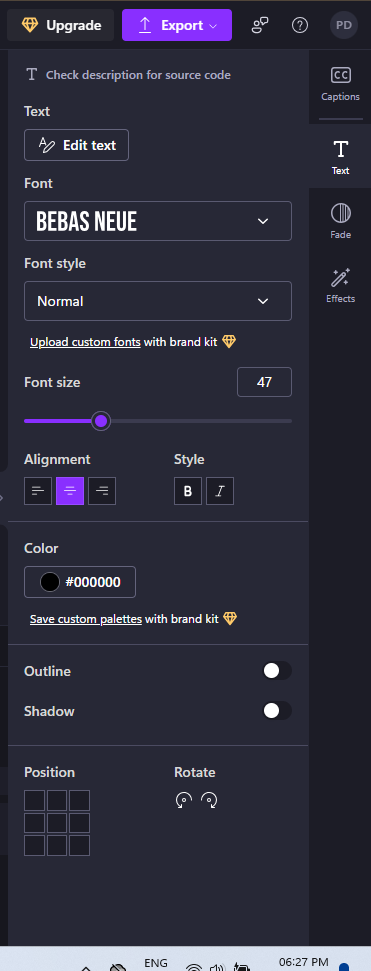 Upgrade
Export
PD
Check description for source code
CC
Captions
Text
Text
Edit text
Font
Fade
BEBAS NEUE
Font style
Effects
Normal
Upload custom fonts with brand kit
Font size
47
Alignment
Style
B
I
Color
#000000
Save custom palettes with brand kit
Outline
Shadow
Position
Rotate
ENG
06:27 PM